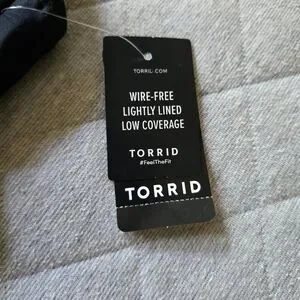 TORRID.COM
WIRE-FREE
LIGHTLY LINED
LOW COVERAGE
TORRID
#FeelTheFit
TORRID